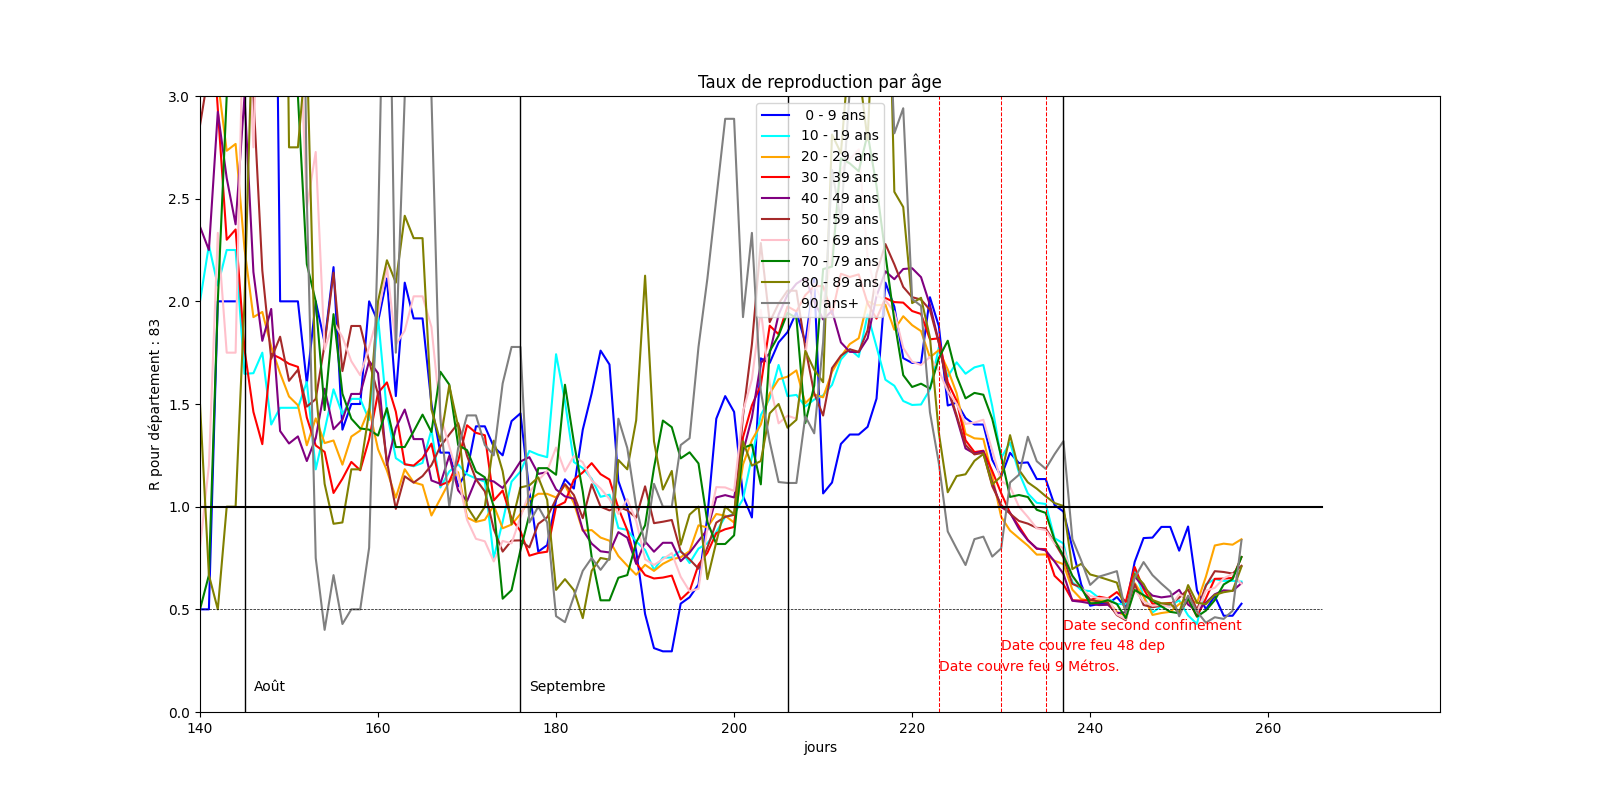 Taux de reproduction par âge
R pour département : 83
3.0
2.5
2.0
1.5
1.0
0.5
0.0
0 - 9 ans
10 - 19 ans
20 - 29 ans
30 - 39 ans
40 - 49 ans
50 - 59 ans
60 - 69 ans
70 - 79 ans
80 - 89 ans
90 ans+
Date second confinement
Date couvre feu 48 dep
Date couvre feu 9 Métros.
Août
Septembre
140
160
180
200
220
240
260
jours